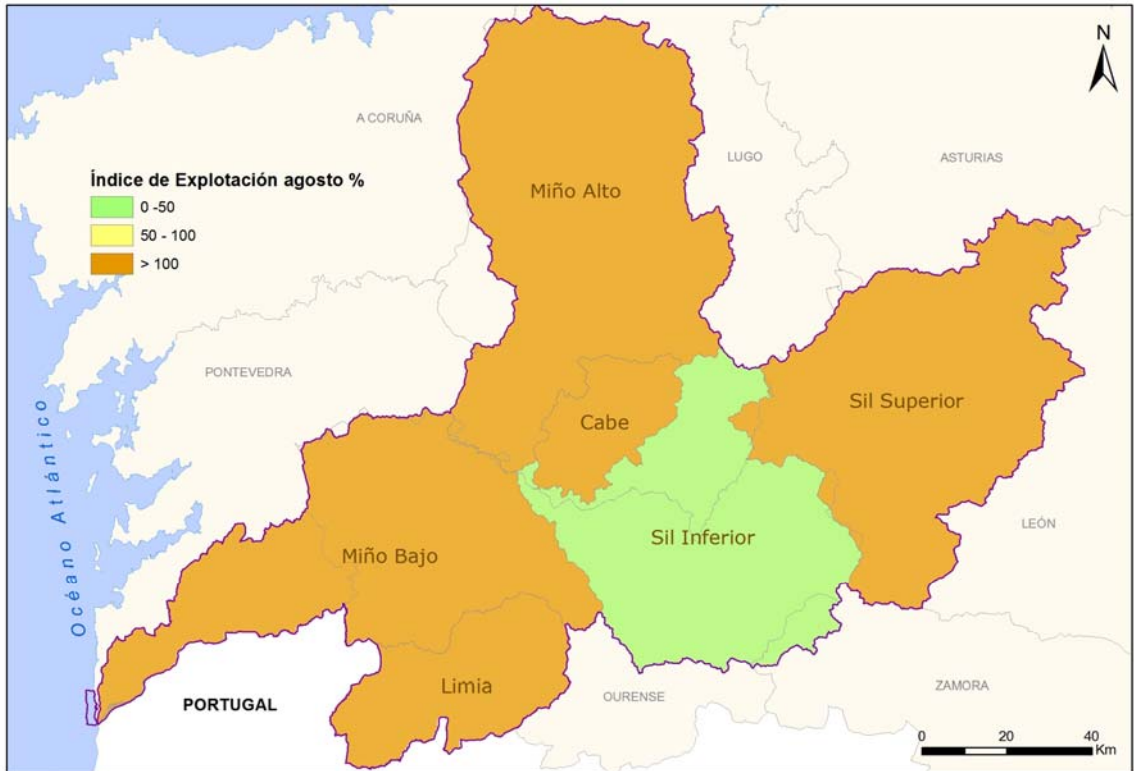 N
A CORUÑA
LUGO
ASTURIAS
Índice de Explotación agosto %
0 -50
50 - 100
> 100
Miño Alto
PONTEVEDRA
Cabe
Sil Superior
Océano Atlántico
LEÓN
Sil Inferior
Miño Bajo
Limia
OURENSE
ZAMORA
PORTUGAL
0 20 40
Km